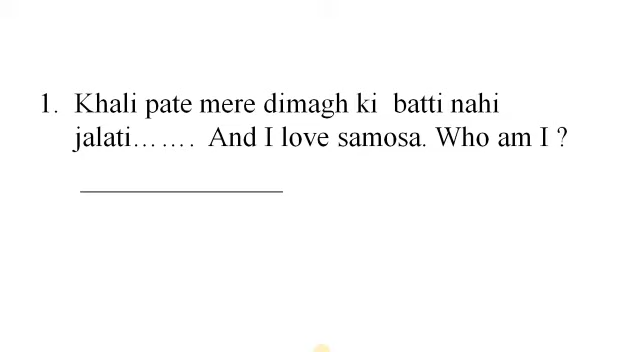 1. Khali pate mere dimagh ki batti nahi
jalati……. And I love samosa. Who am I ?